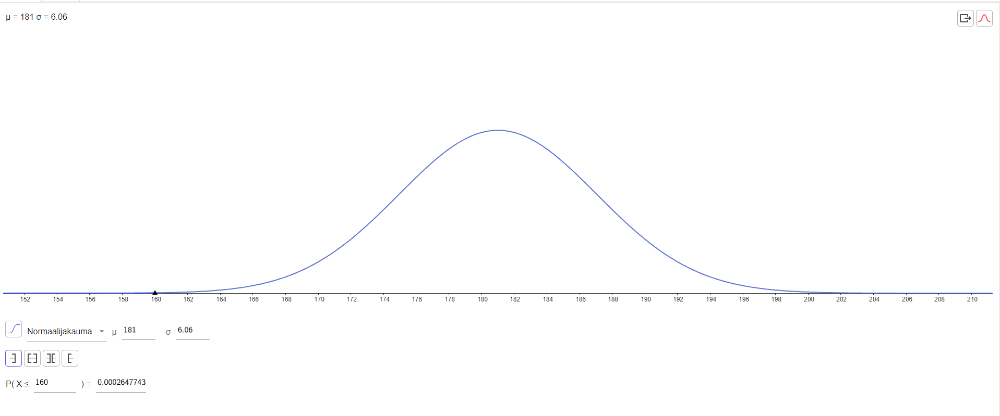 μ = 181 σ = 6.06
152 154 156 158 160 162 164 166 168 170 172 174 176 178 180 182 184 186 188 190 192 194 196 198 200 202 204 206 208 210
Normaalijakauma μ 181 σ 6.06
P( X ≤ 160 ) = 0.0002647743